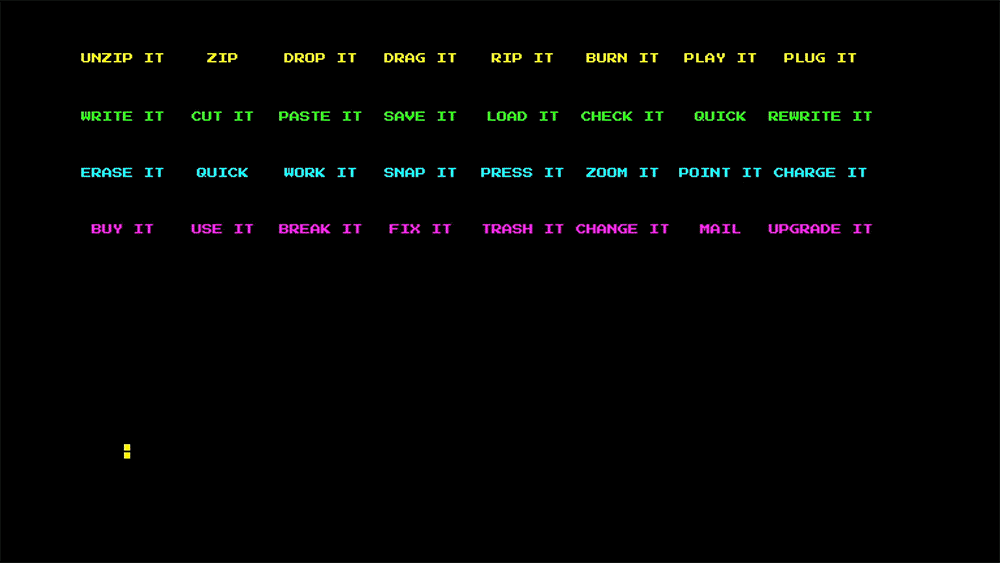 UNZIP IT ZIP DROP IT DRAG IT RIP IT BURN IT PLAY IT PLUG IT
WRITE IT CUT IT PASTE IT SAVE IT LOAD IT CHECK IT QUICK REWRITE IT
ERASE IT QUICK WORK IT SNAP IT PRESS IT ZOOM IT POINT IT CHARGE IT
BUY IT USE IT BREAK IT FIX IT TRASH IT CHANGE IT MAIL UPGRADE IT